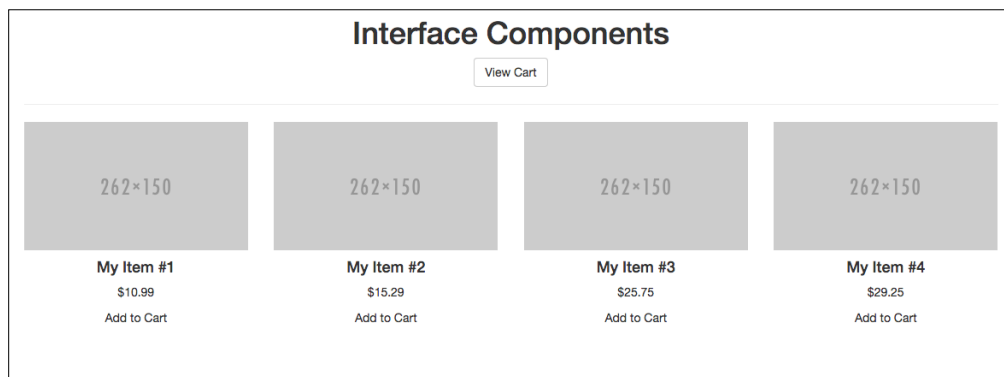 Interface Components
View Cart
262×150 262×150 262×150 262×150
My Item #1 My Item #2 My Item #3 My Item #4
$10.99 $15.29 $25.75 $29.25
Add to Cart Add to Cart Add to Cart Add to Cart